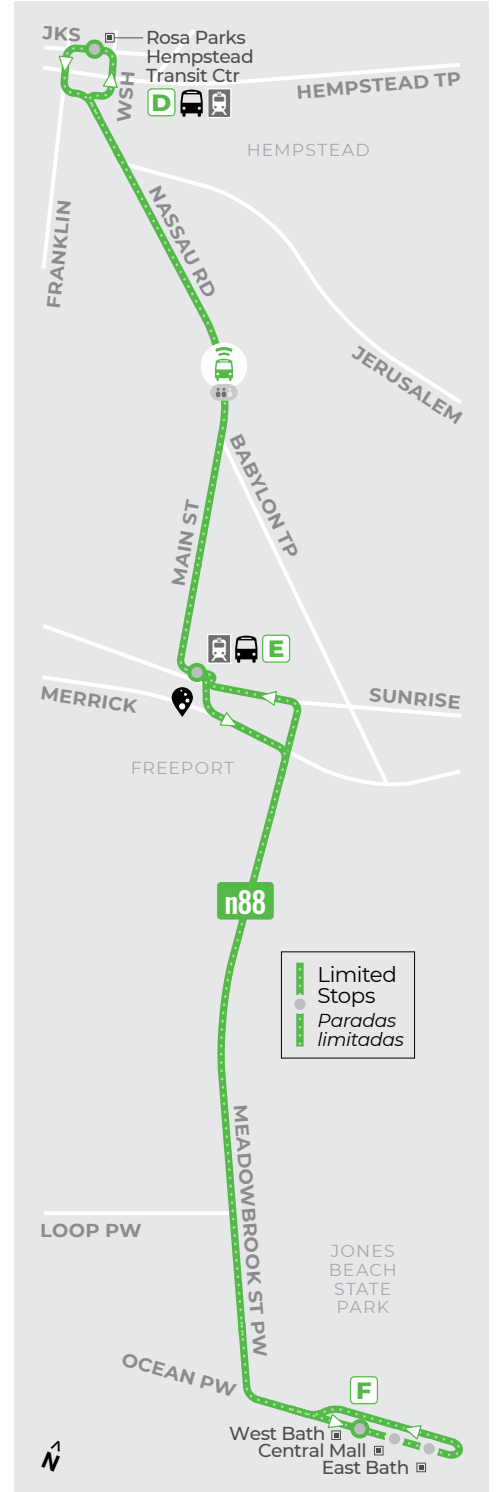 JKS
Rosa Parks
Hempstead
Transit Ctr
D
WSH
HEMPSTEAD TP
HEMPSTEAD
FRANKLIN
NASSAU RD
JERUSALEM
BABYLON TP
MAIN ST
E
MERRICK
SUNRISE
FREEPORT
n88
Limited
Stops
Paradas
limitadas
MEADOWBROOK ST PW
LOOP PW
JONES
BEACH
STATE
PARK
OCEAN PW
F
West Bath
Central Mall
East Bath
N